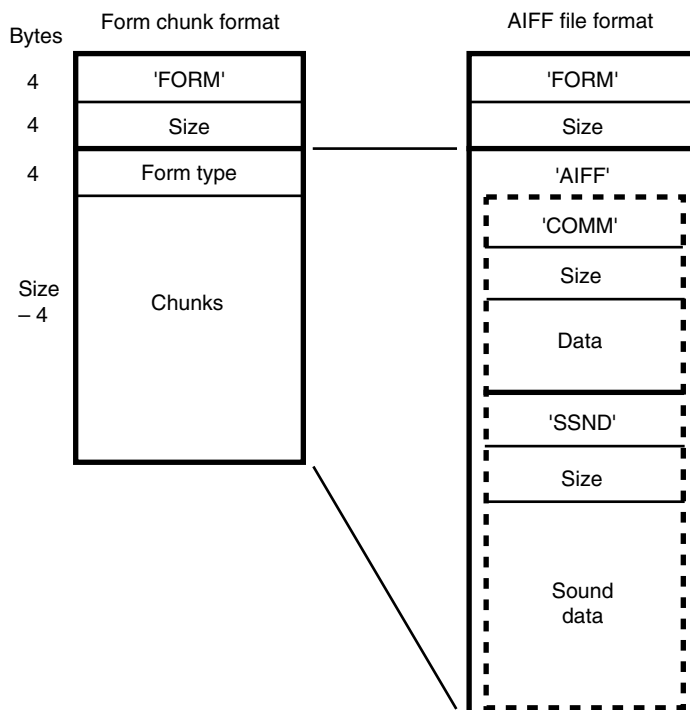 Bytes
Form chunk format
4
'FORM'
4
Size
4
Form type
Size
– 4
Chunks
AIFF file format
'FORM'
Size
'AIFF'
'COMM'
Size
Data
'SSND'
Size
Sound
data